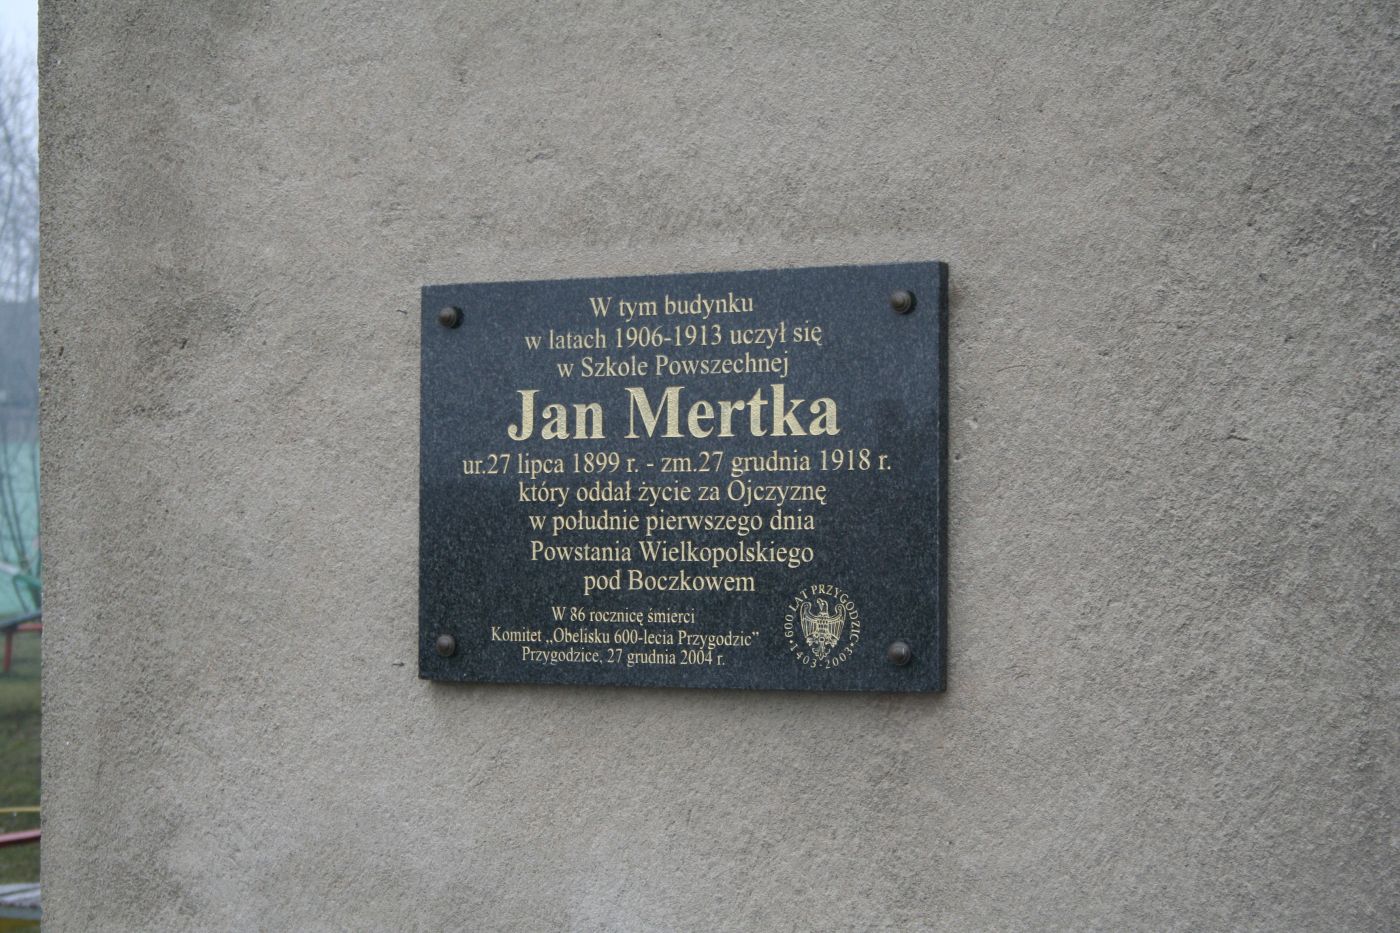 W tym budynku
w latach 1906-1913 uczył się
w Szkole Powszechnej
Jan Mertka
ur.27 lipca 1899 r. - zm.27 grudnia 1918 r.
który oddał życie za Ojczyznę
w południe pierwszego dnia
Powstania Wielkopolskiego
pod Boczkowem
W 86 rocznicę śmierci
Komitet „Obelisku 600-lecia Przygodzic”
Przygodzice, 27 grudnia 2004 r.
600 LAT PRZYGODZIC
• 1403-2003 •